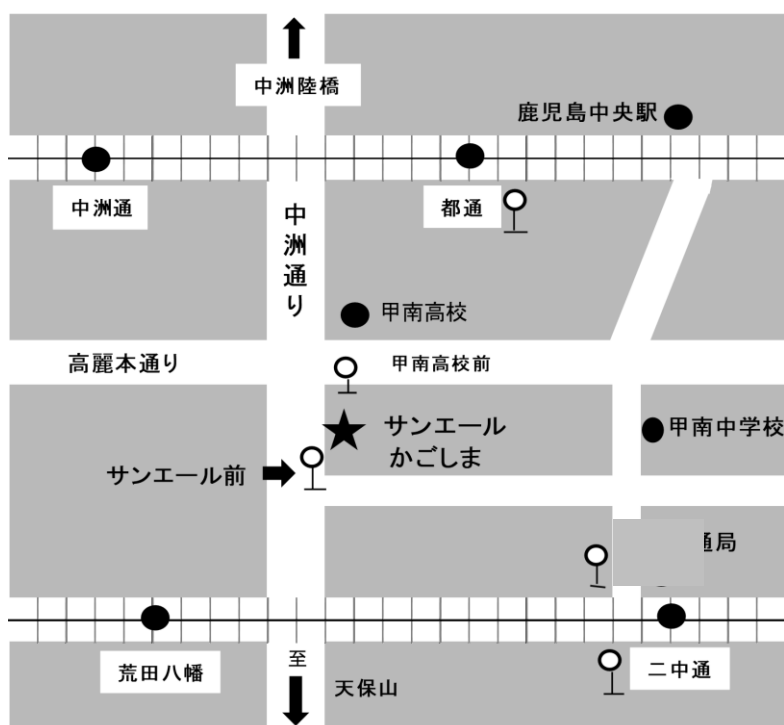 中洲陸橋
鹿児島中央駅
中洲通
都通
中洲通り
甲南高校
高麗本通り
甲南高校前
サンエール
かごしま
甲南中学校
サンエール前
通局
荒田八幡
至
天保山
二中通